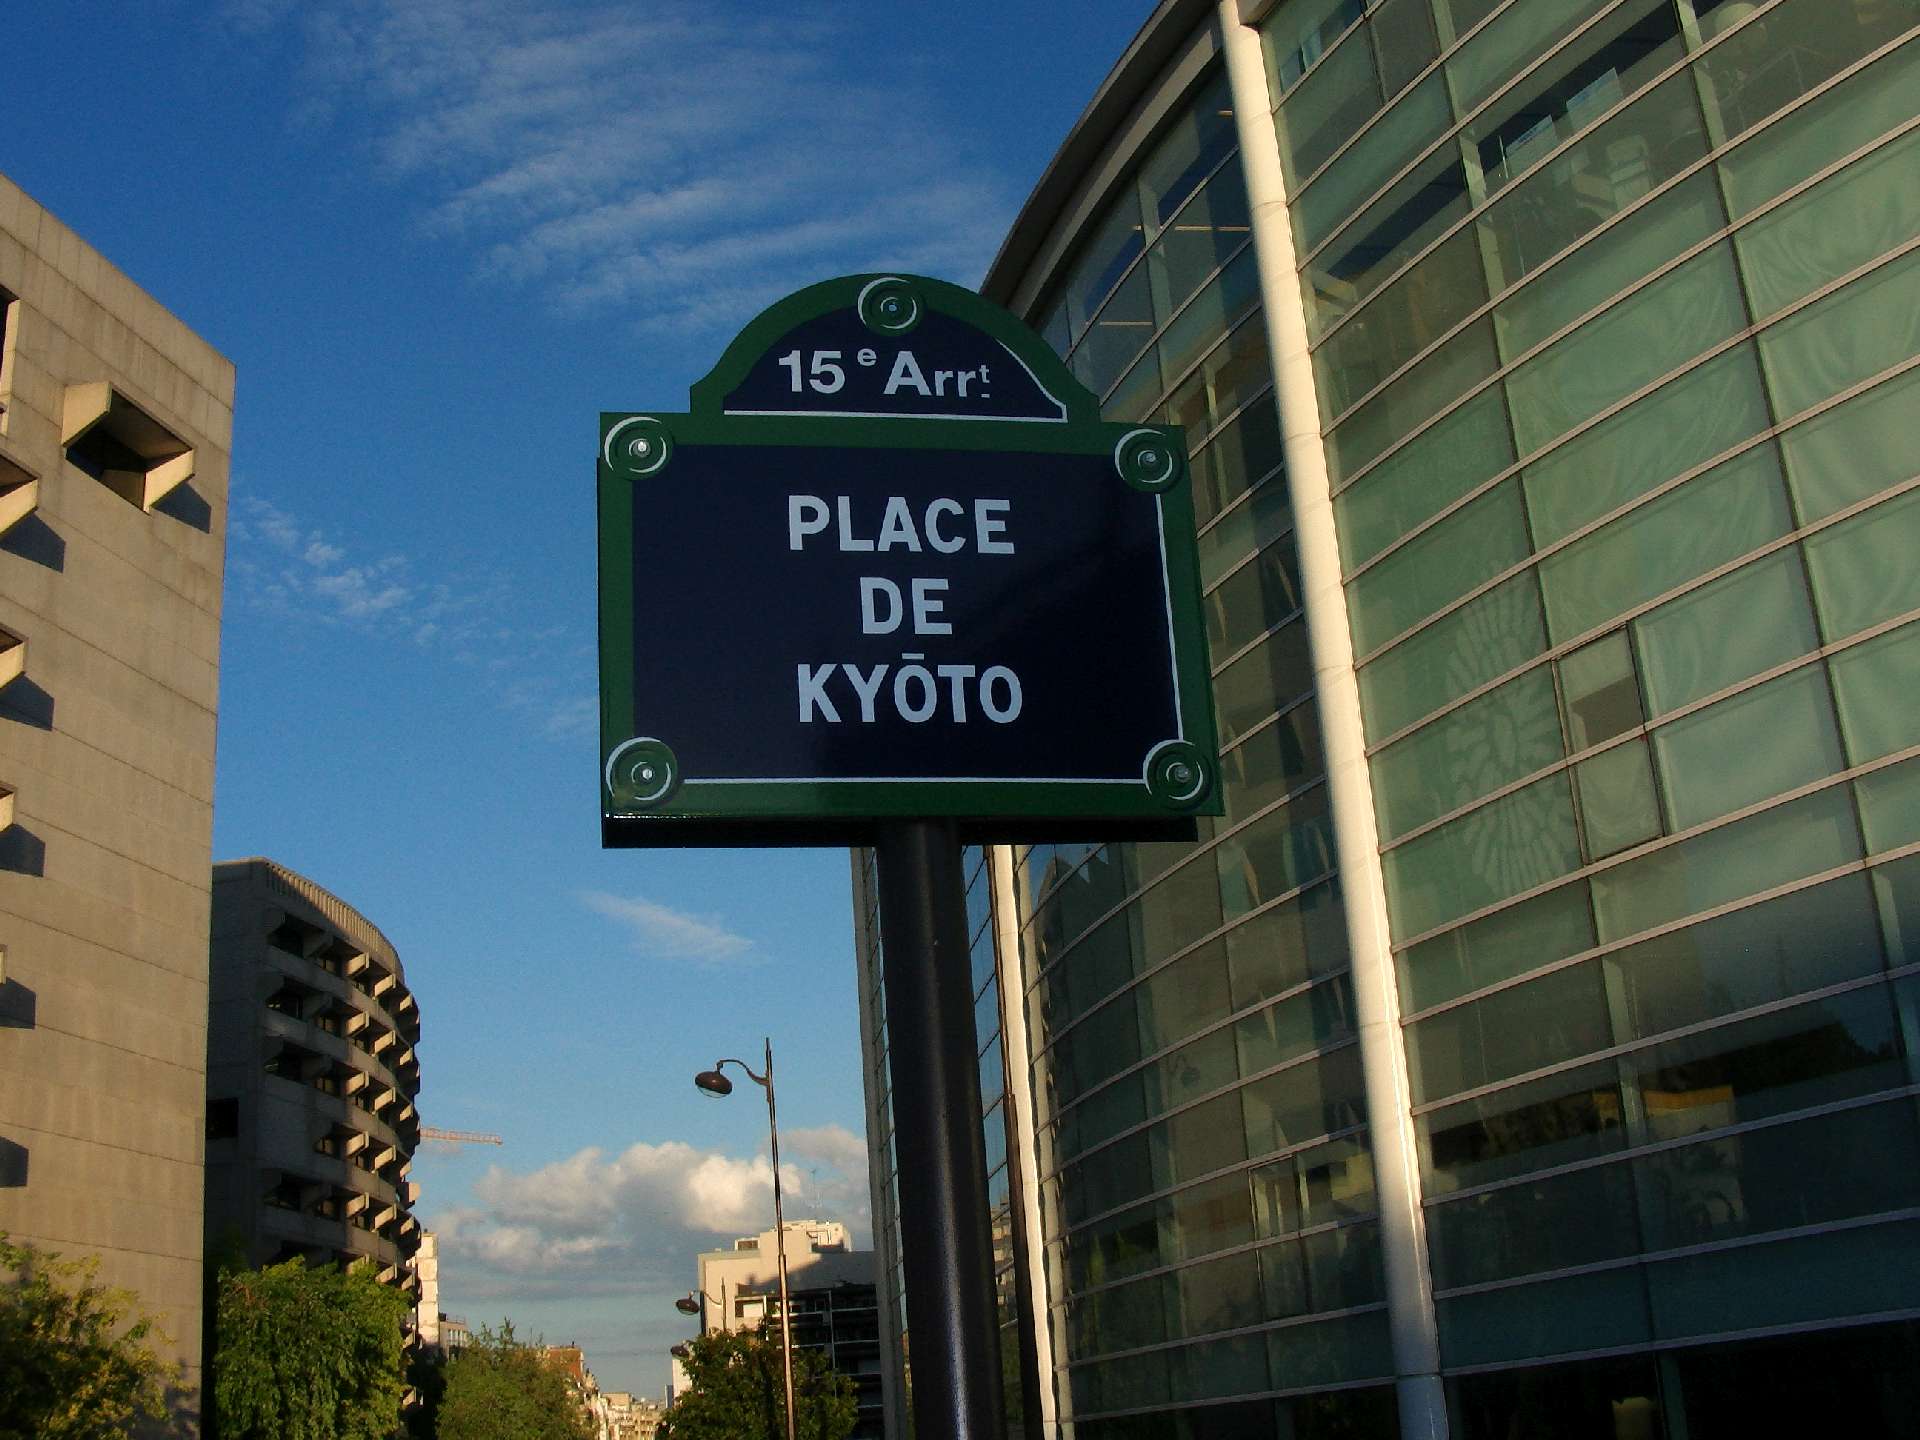 15e Arrt
PLACE
DE
KYŌTO